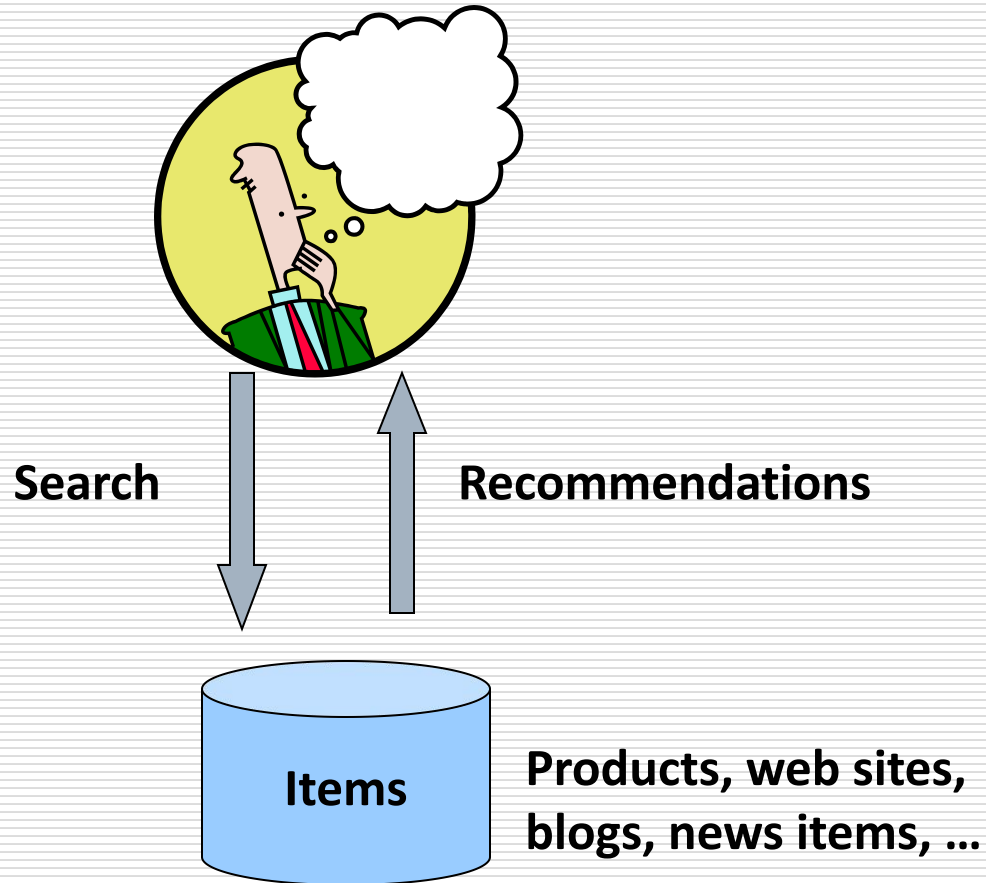 Search
Recommendations
Items
Products, web sites,
blogs, news items, …